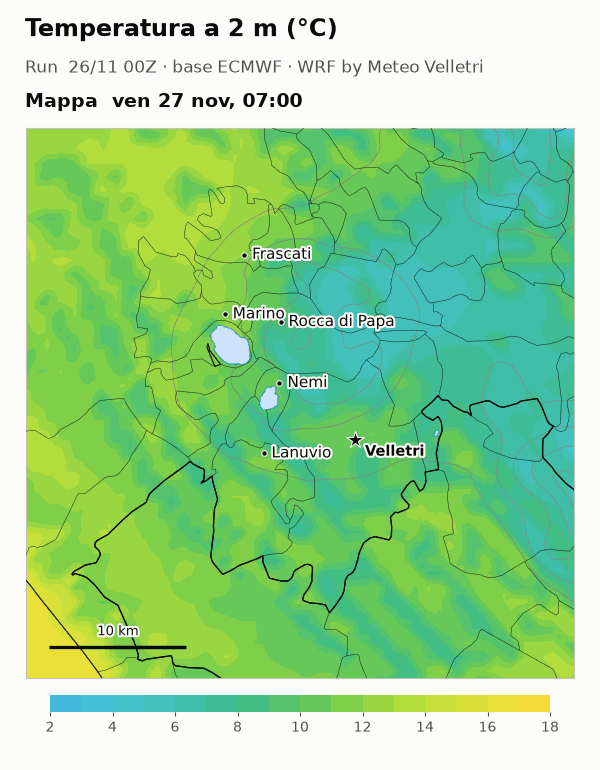 Temperatura a 2 m (°C)
Run  26/11 00Z · base ECMWF · WRF by Meteo Velletri
Mappa  ven 27 nov, 07:00
Frascati
Marino
Rocca di Papa
Nemi
Velletri
Lanuvio
10 km
2 4 6 8 10 12 14 16 18